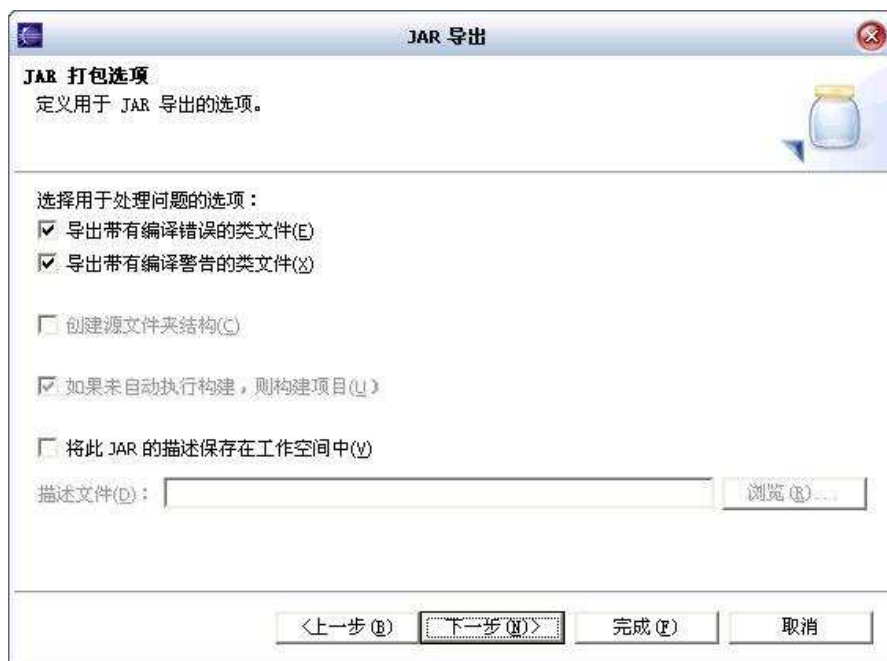 JAR 导出
JAR 打包选项
定义用于 JAR 导出的选项。
选择用于处理问题的选项：
导出带有编译错误的类文件(E)
导出带有编译警告的类文件(X)
创建源文件夹结构(C)
如果未自动执行构建，则构建项目(U)
将此 JAR 的描述保存在工作空间中(V)
描述文件(D)： 浏览(R)...
<上一步(B) 下一步(N)> 完成(F) 取消